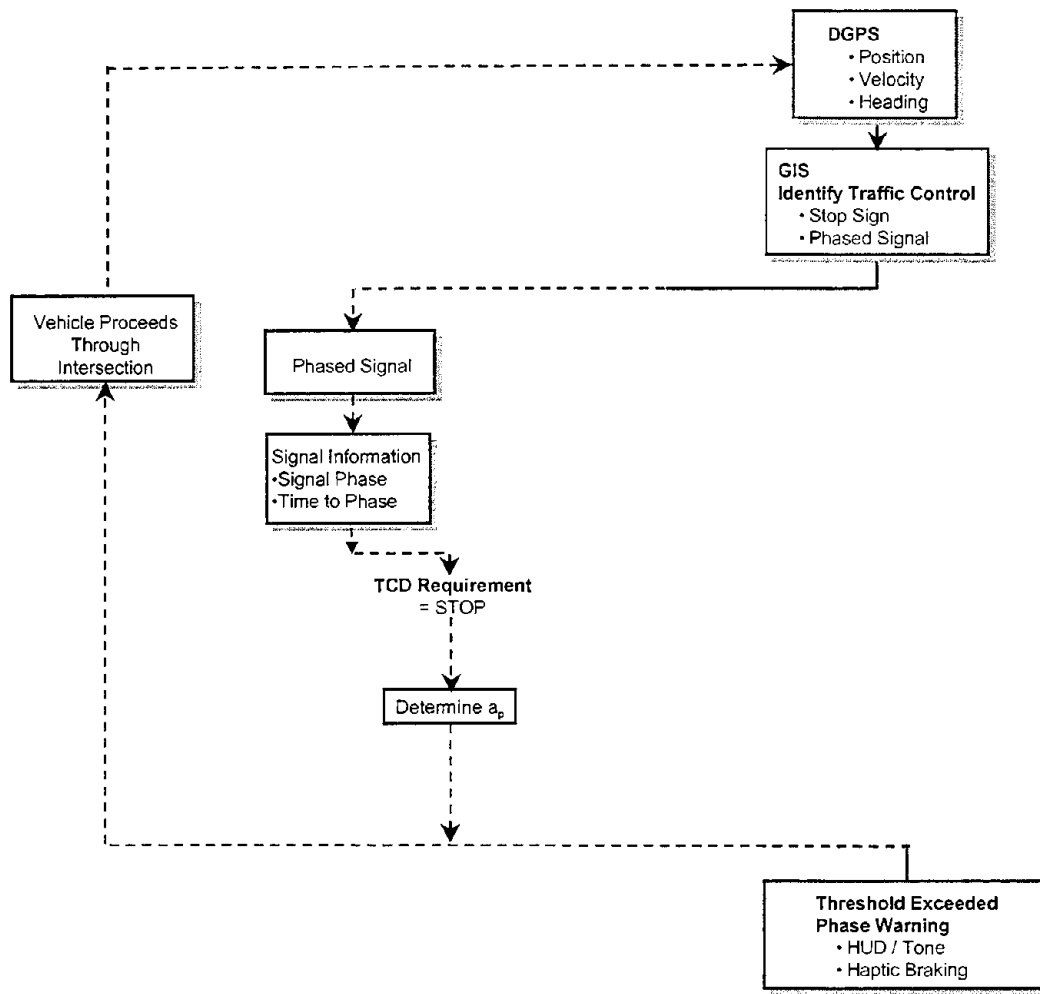 DGPS
• Position
• Velocity
• Heading
GIS
Identify Traffic Control
• Stop Sign
• Phased Signal
Vehicle Proceeds
Through
Intersection
Phased Signal
Signal Information
•Signal Phase
•Time to Phase
TCD Requirement
= STOP
Determine aₚ
Threshold Exceeded
Phase Warning
• HUD / Tone
• Haptic Braking